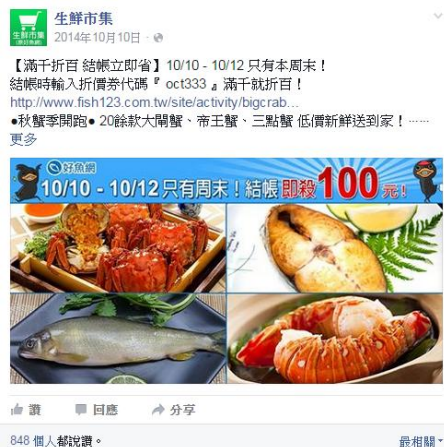 生鮮市集
生鮮市集
2014年10月10日 ·
【滿千折百 結帳立即省】10/10 - 10/12 只有本周末！
結帳時輸入折價券代碼『 oct333 』滿千就折百！
http://www.fish123.com.tw/site/activity/bigcrab...
●秋蟹季開跑● 20餘款大閘蟹、帝王蟹、三點蟹 低價新鮮送到家！......
更多
好魚網
10/10 - 10/12 只有周末！結帳 即殺100元！
讚 回應 分享
848 個人都說讚。 最相關